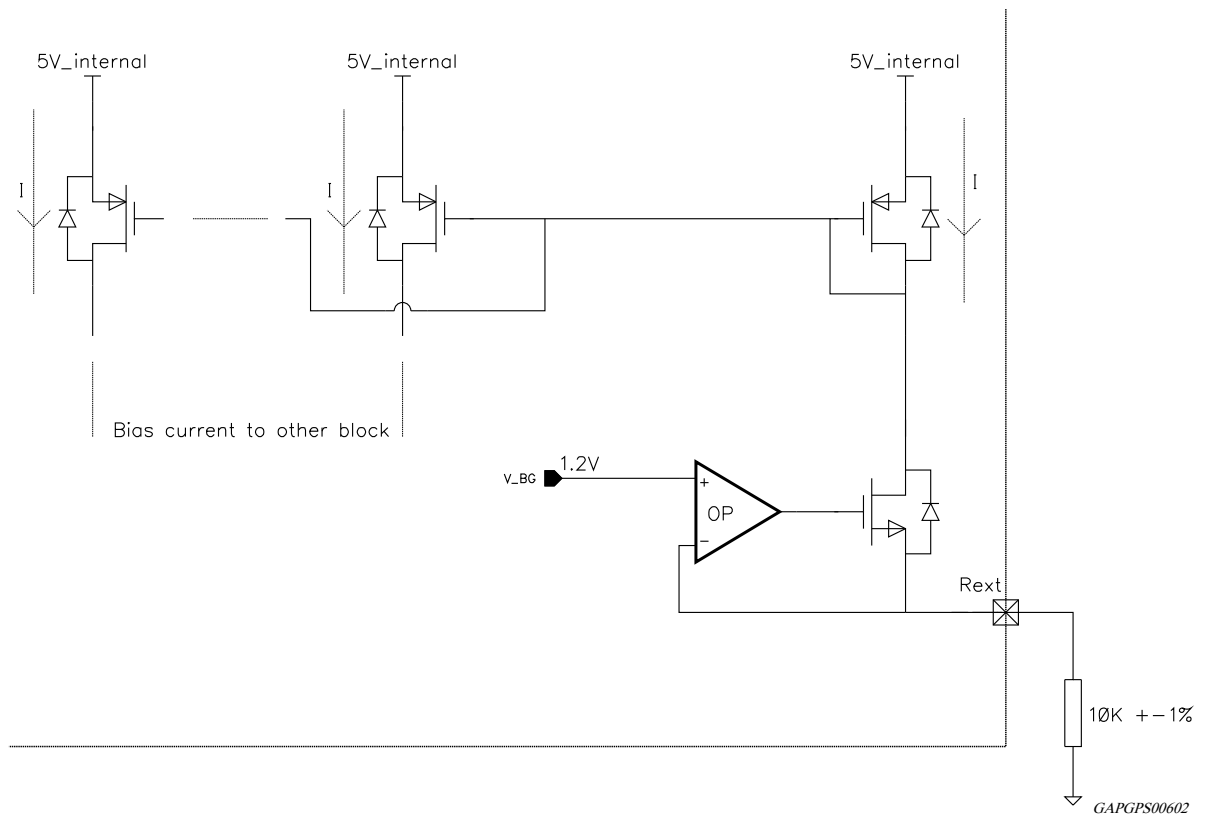 5V_internal
5V_internal
5V_internal
I
I
I
Bias current to other block
V_BG
1.2V
+
OP
−
Rext
10K +−1%
GAPGPS00602